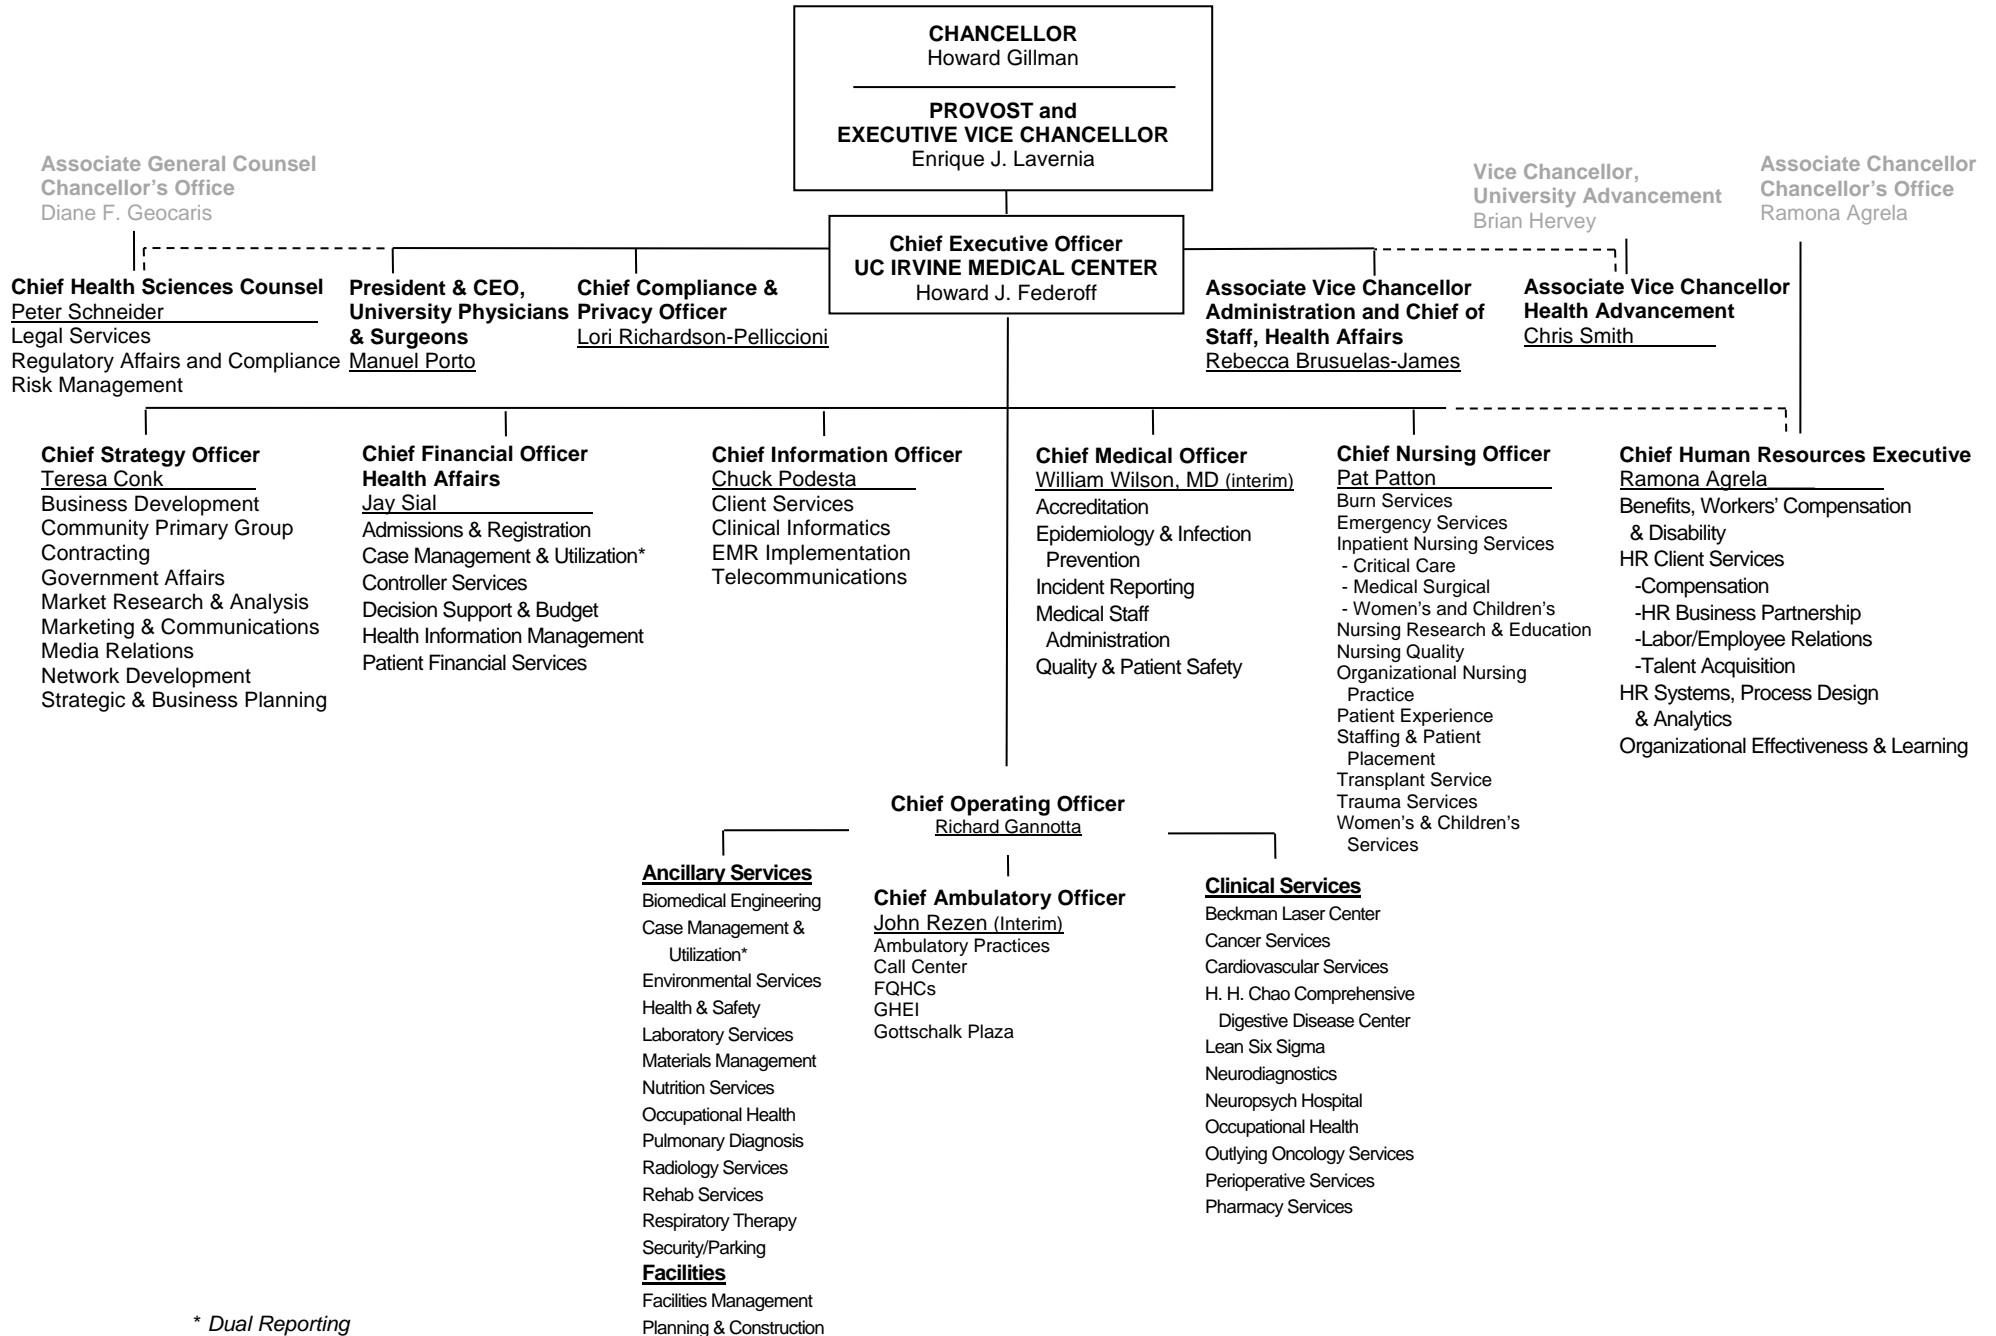 CHANCELLOR
Howard Gillman
PROVOST and
EXECUTIVE VICE CHANCELLOR
Enrique J. Lavernia
Associate General Counsel
Chancellor’s Office
Diane F. Geocaris
Vice Chancellor,
University Advancement
Brian Hervey
Associate Chancellor
Chancellor’s Office
Ramona Agrela
Chief Executive Officer
UC IRVINE MEDICAL CENTER
Howard J. Federoff
Chief Health Sciences Counsel
Peter Schneider
Legal Services
Regulatory Affairs and Compliance
Risk Management
President & CEO,
University Physicians
& Surgeons
Manuel Porto
Chief Compliance &
Privacy Officer
Lori Richardson-Pelliccioni
Associate Vice Chancellor
Administration and Chief of
Staff, Health Affairs
Rebecca Brusuelas-James
Associate Vice Chancellor
Health Advancement
Chris Smith
Chief Strategy Officer
Teresa Conk
Business Development
Community Primary Group
Contracting
Government Affairs
Market Research & Analysis
Marketing & Communications
Media Relations
Network Development
Strategic & Business Planning
Chief Financial Officer
Health Affairs
Jay Sial
Admissions & Registration
Case Management & Utilization*
Controller Services
Decision Support & Budget
Health Information Management
Patient Financial Services
Chief Information Officer
Chuck Podesta
Client Services
Clinical Informatics
EMR Implementation
Telecommunications
Chief Medical Officer
William Wilson, MD (interim)
Accreditation
Epidemiology & Infection
Prevention
Incident Reporting
Medical Staff
Administration
Quality & Patient Safety
Chief Nursing Officer
Pat Patton
Burn Services
Emergency Services
Inpatient Nursing Services
- Critical Care
- Medical Surgical
- Women’s and Children’s
Nursing Research & Education
Nursing Quality
Organizational Nursing
Practice
Patient Experience
Staffing & Patient
Placement
Transplant Service
Trauma Services
Women’s & Children’s
Services
Chief Human Resources Executive
Ramona Agrela
Benefits, Workers’ Compensation
& Disability
HR Client Services
-Compensation
-HR Business Partnership
-Labor/Employee Relations
-Talent Acquisition
HR Systems, Process Design
& Analytics
Organizational Effectiveness & Learning
Chief Operating Officer
Richard Gannotta
Ancillary Services
Biomedical Engineering
Case Management &
Utilization*
Environmental Services
Health & Safety
Laboratory Services
Materials Management
Nutrition Services
Occupational Health
Pulmonary Diagnosis
Radiology Services
Rehab Services
Respiratory Therapy
Security/Parking
Facilities
Facilities Management
Planning & Construction
Chief Ambulatory Officer
John Rezen (Interim)
Ambulatory Practices
Call Center
FQHCs
GHEI
Gottschalk Plaza
Clinical Services
Beckman Laser Center
Cancer Services
Cardiovascular Services
H. H. Chao Comprehensive
Digestive Disease Center
Lean Six Sigma
Neurodiagnostics
Neuropsych Hospital
Occupational Health
Outlying Oncology Services
Perioperative Services
Pharmacy Services
* Dual Reporting